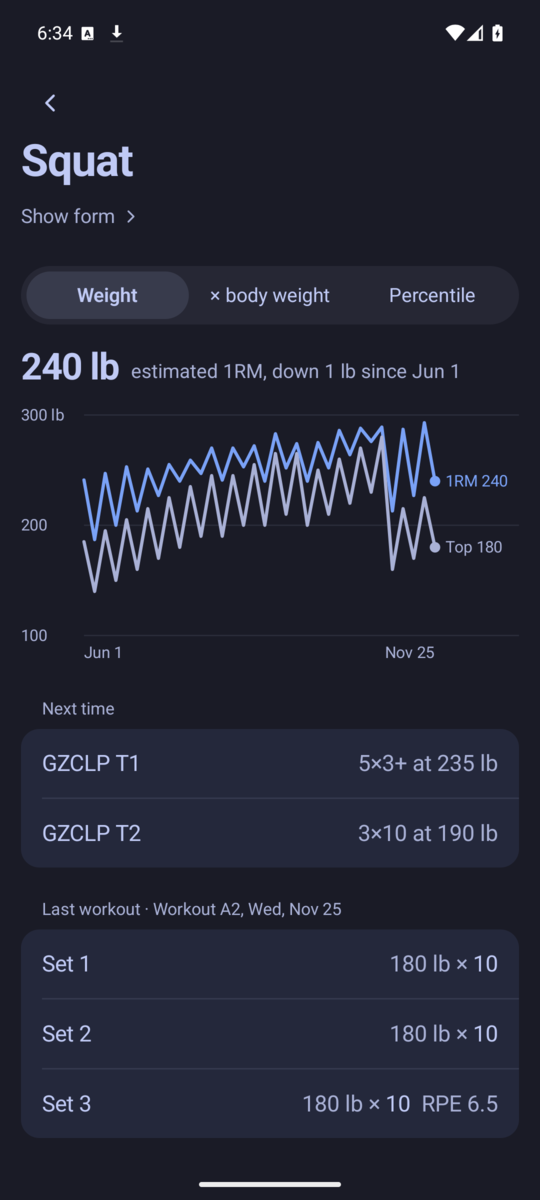 6:34
A
Squat
Show form
Weight
× body weight
Percentile
240 lb estimated 1RM, down 1 lb since Jun 1
300 lb
1RM 240
200
Top 180
100
Jun 1
Nov 25
Next time
GZCLP T1 5×3+ at 235 lb
GZCLP T2 3×10 at 190 lb
Last workout · Workout A2, Wed, Nov 25
Set 1 180 lb × 10
Set 2 180 lb × 10
Set 3 180 lb × 10 RPE 6.5